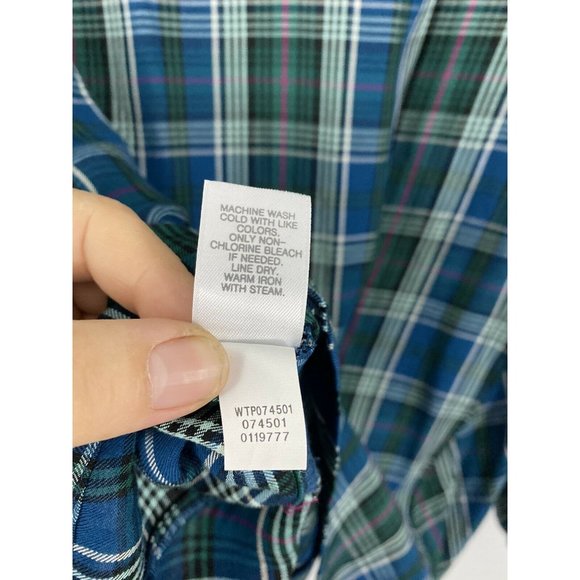 MACHINE WASH
COLD WITH LIKE
COLORS.
ONLY NON-
CHLORINE BLEACH
IF NEEDED.
LINE DRY.
WARM IRON
WITH STEAM.
WTP074501
074501
0119777